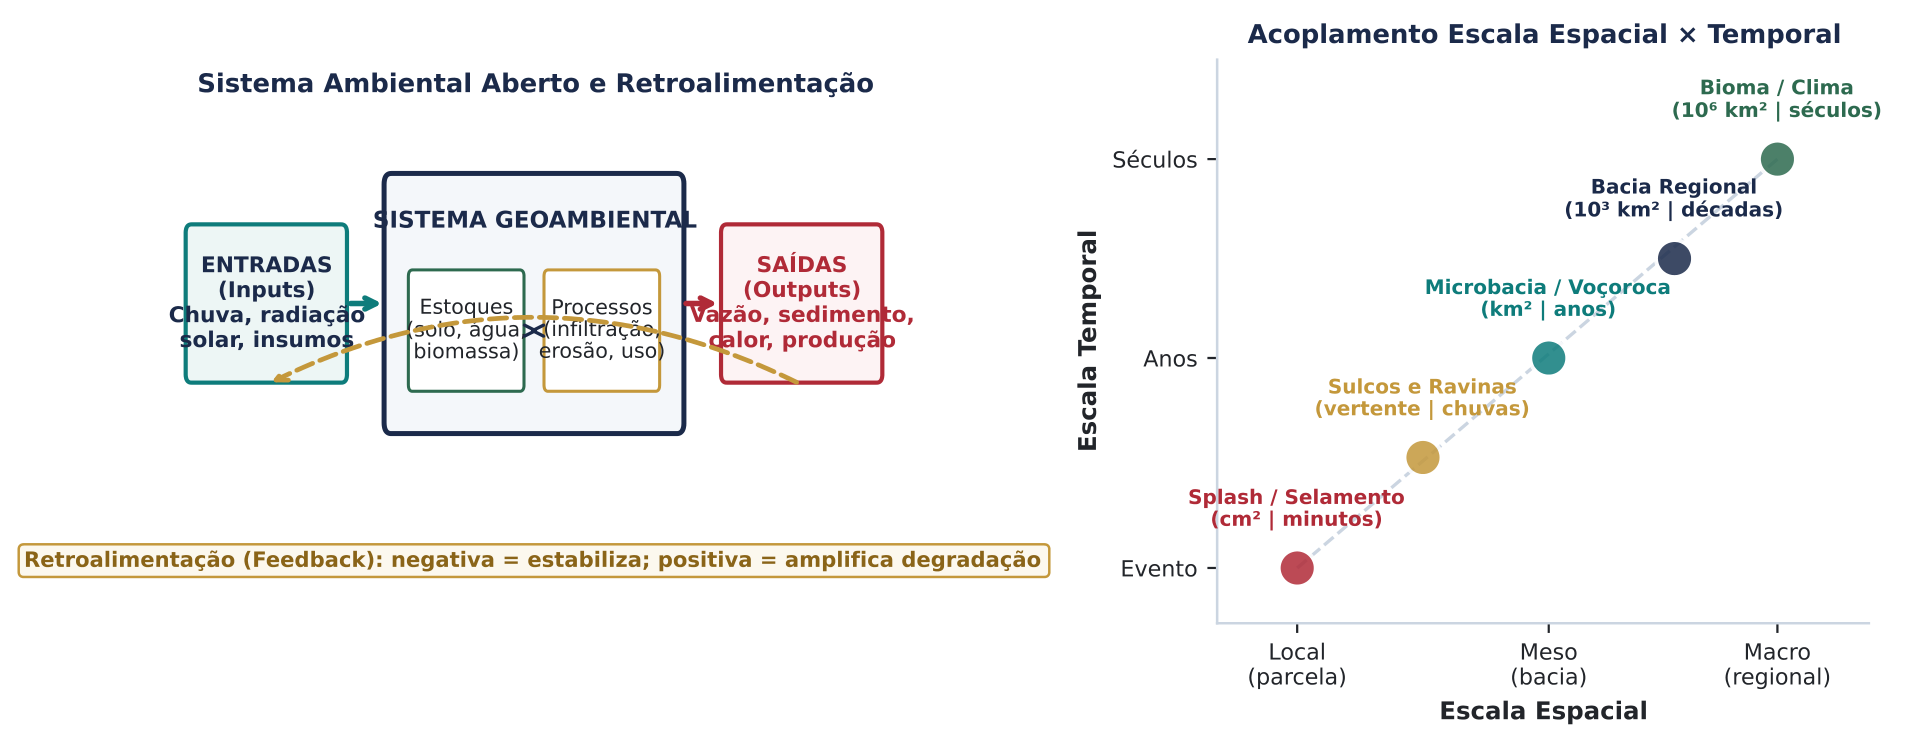 Sistema Ambiental Aberto e Retroalimentação
SISTEMA GEOAMBIENTAL
ENTRADAS
(Inputs)
Chuva, radiação
solar, insumos
Estoques
(solo, água,
biomassa)
Processos
(infiltração,
erosão, uso)
SAÍDAS
(Outputs)
Vazão, sedimento,
calor, produção
Retroalimentação (Feedback): negativa = estabiliza; positiva = amplifica degradação
Acoplamento Escala Espacial × Temporal
Escala Temporal
Séculos
Anos
Evento
Bioma / Clima
(10⁶ km² | séculos)
Bacia Regional
(10³ km² | décadas)
Microbacia / Voçoroca
(km² | anos)
Sulcos e Ravinas
(vertente | chuvas)
Splash / Selamento
(cm² | minutos)
Local
(parcela)
Meso
(bacia)
Macro
(regional)
Escala Espacial